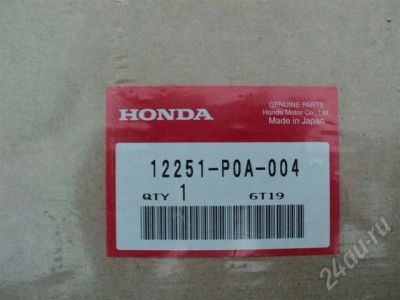 HONDA
GENUINE PARTS
Honda Motor Co., Ltd.
Made in Japan
12251-P0A-004
QTY 1 6T19
24au.ru